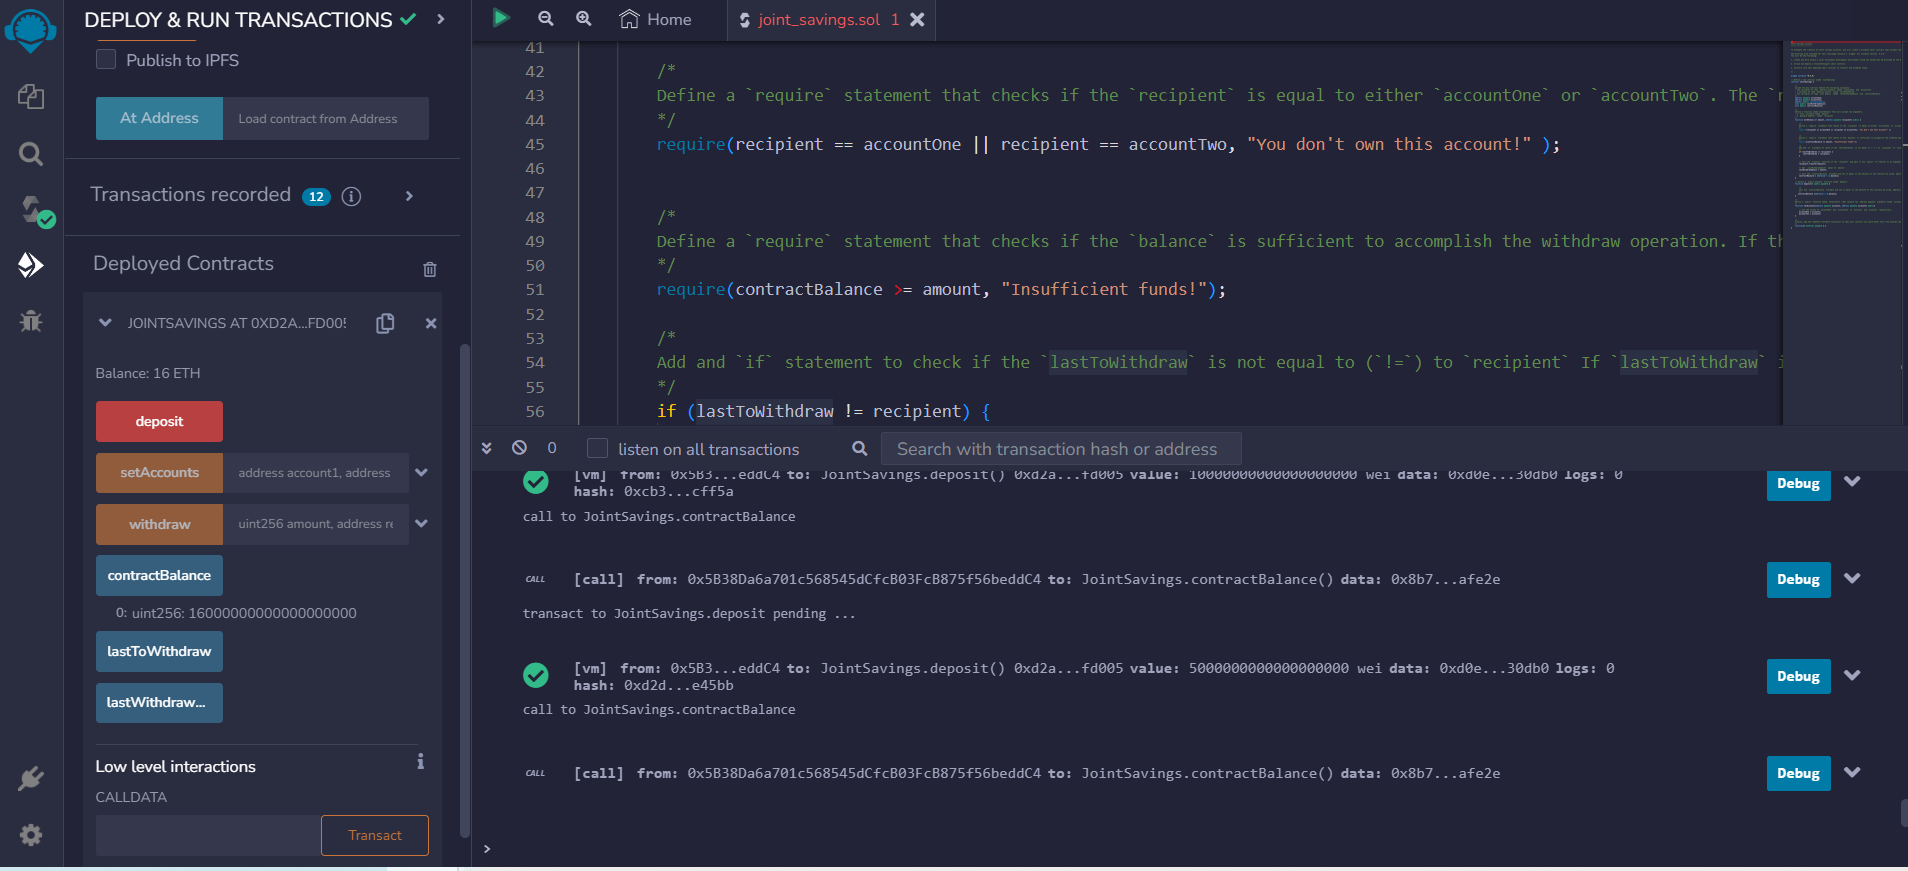 DEPLOY & RUN TRANSACTIONS
Publish to IPFS
At Address
Load contract from Address
Transactions recorded 12 i
Deployed Contracts
JOINTSAVINGS AT 0XD2A...FD005
Balance: 16 ETH
deposit
setAccounts
address account1, address
withdraw
uint256 amount, address re
contractBalance
0: uint256: 16000000000000000000
lastToWithdraw
lastWithdraw...
Low level interactions
i
CALLDATA
Transact
Home
joint_savings.sol 1
41
42 /*
43 Define a `require` statement that checks if the `recipient` is equal to either `accountOne` or `accountTwo`. The `
44 */
45 require(recipient == accountOne || recipient == accountTwo, "You don't own this account!" );
46
47
48 /*
49 Define a `require` statement that checks if the `balance` is sufficient to accomplish the withdraw operation. If th
50 */
51 require(contractBalance >= amount, "Insufficient funds!");
52
53 /*
54 Add and `if` statement to check if the `lastToWithdraw` is not equal to (`!=`) to `recipient` If `lastToWithdraw` i
55 */
56 if (lastToWithdraw != recipient) {
0
listen on all transactions
Search with transaction hash or address
[vm] from: 0x5B3...eddC4 to: JointSavings.deposit() 0xd2a...fd005 value: 10000000000000000000 wei data: 0xd0e...30db0 logs: 0
hash: 0xcb3...cff5a
Debug
call to JointSavings.contractBalance
CALL [call] from: 0x5B38Da6a701c568545dCfcB03FcB875f56beddC4 to: JointSavings.contractBalance() data: 0x8b7...afe2e
Debug
transact to JointSavings.deposit pending ...
[vm] from: 0x5B3...eddC4 to: JointSavings.deposit() 0xd2a...fd005 value: 5000000000000000000 wei data: 0xd0e...30db0 logs: 0
hash: 0xd2d...e45bb
Debug
call to JointSavings.contractBalance
CALL [call] from: 0x5B38Da6a701c568545dCfcB03FcB875f56beddC4 to: JointSavings.contractBalance() data: 0x8b7...afe2e
Debug
>